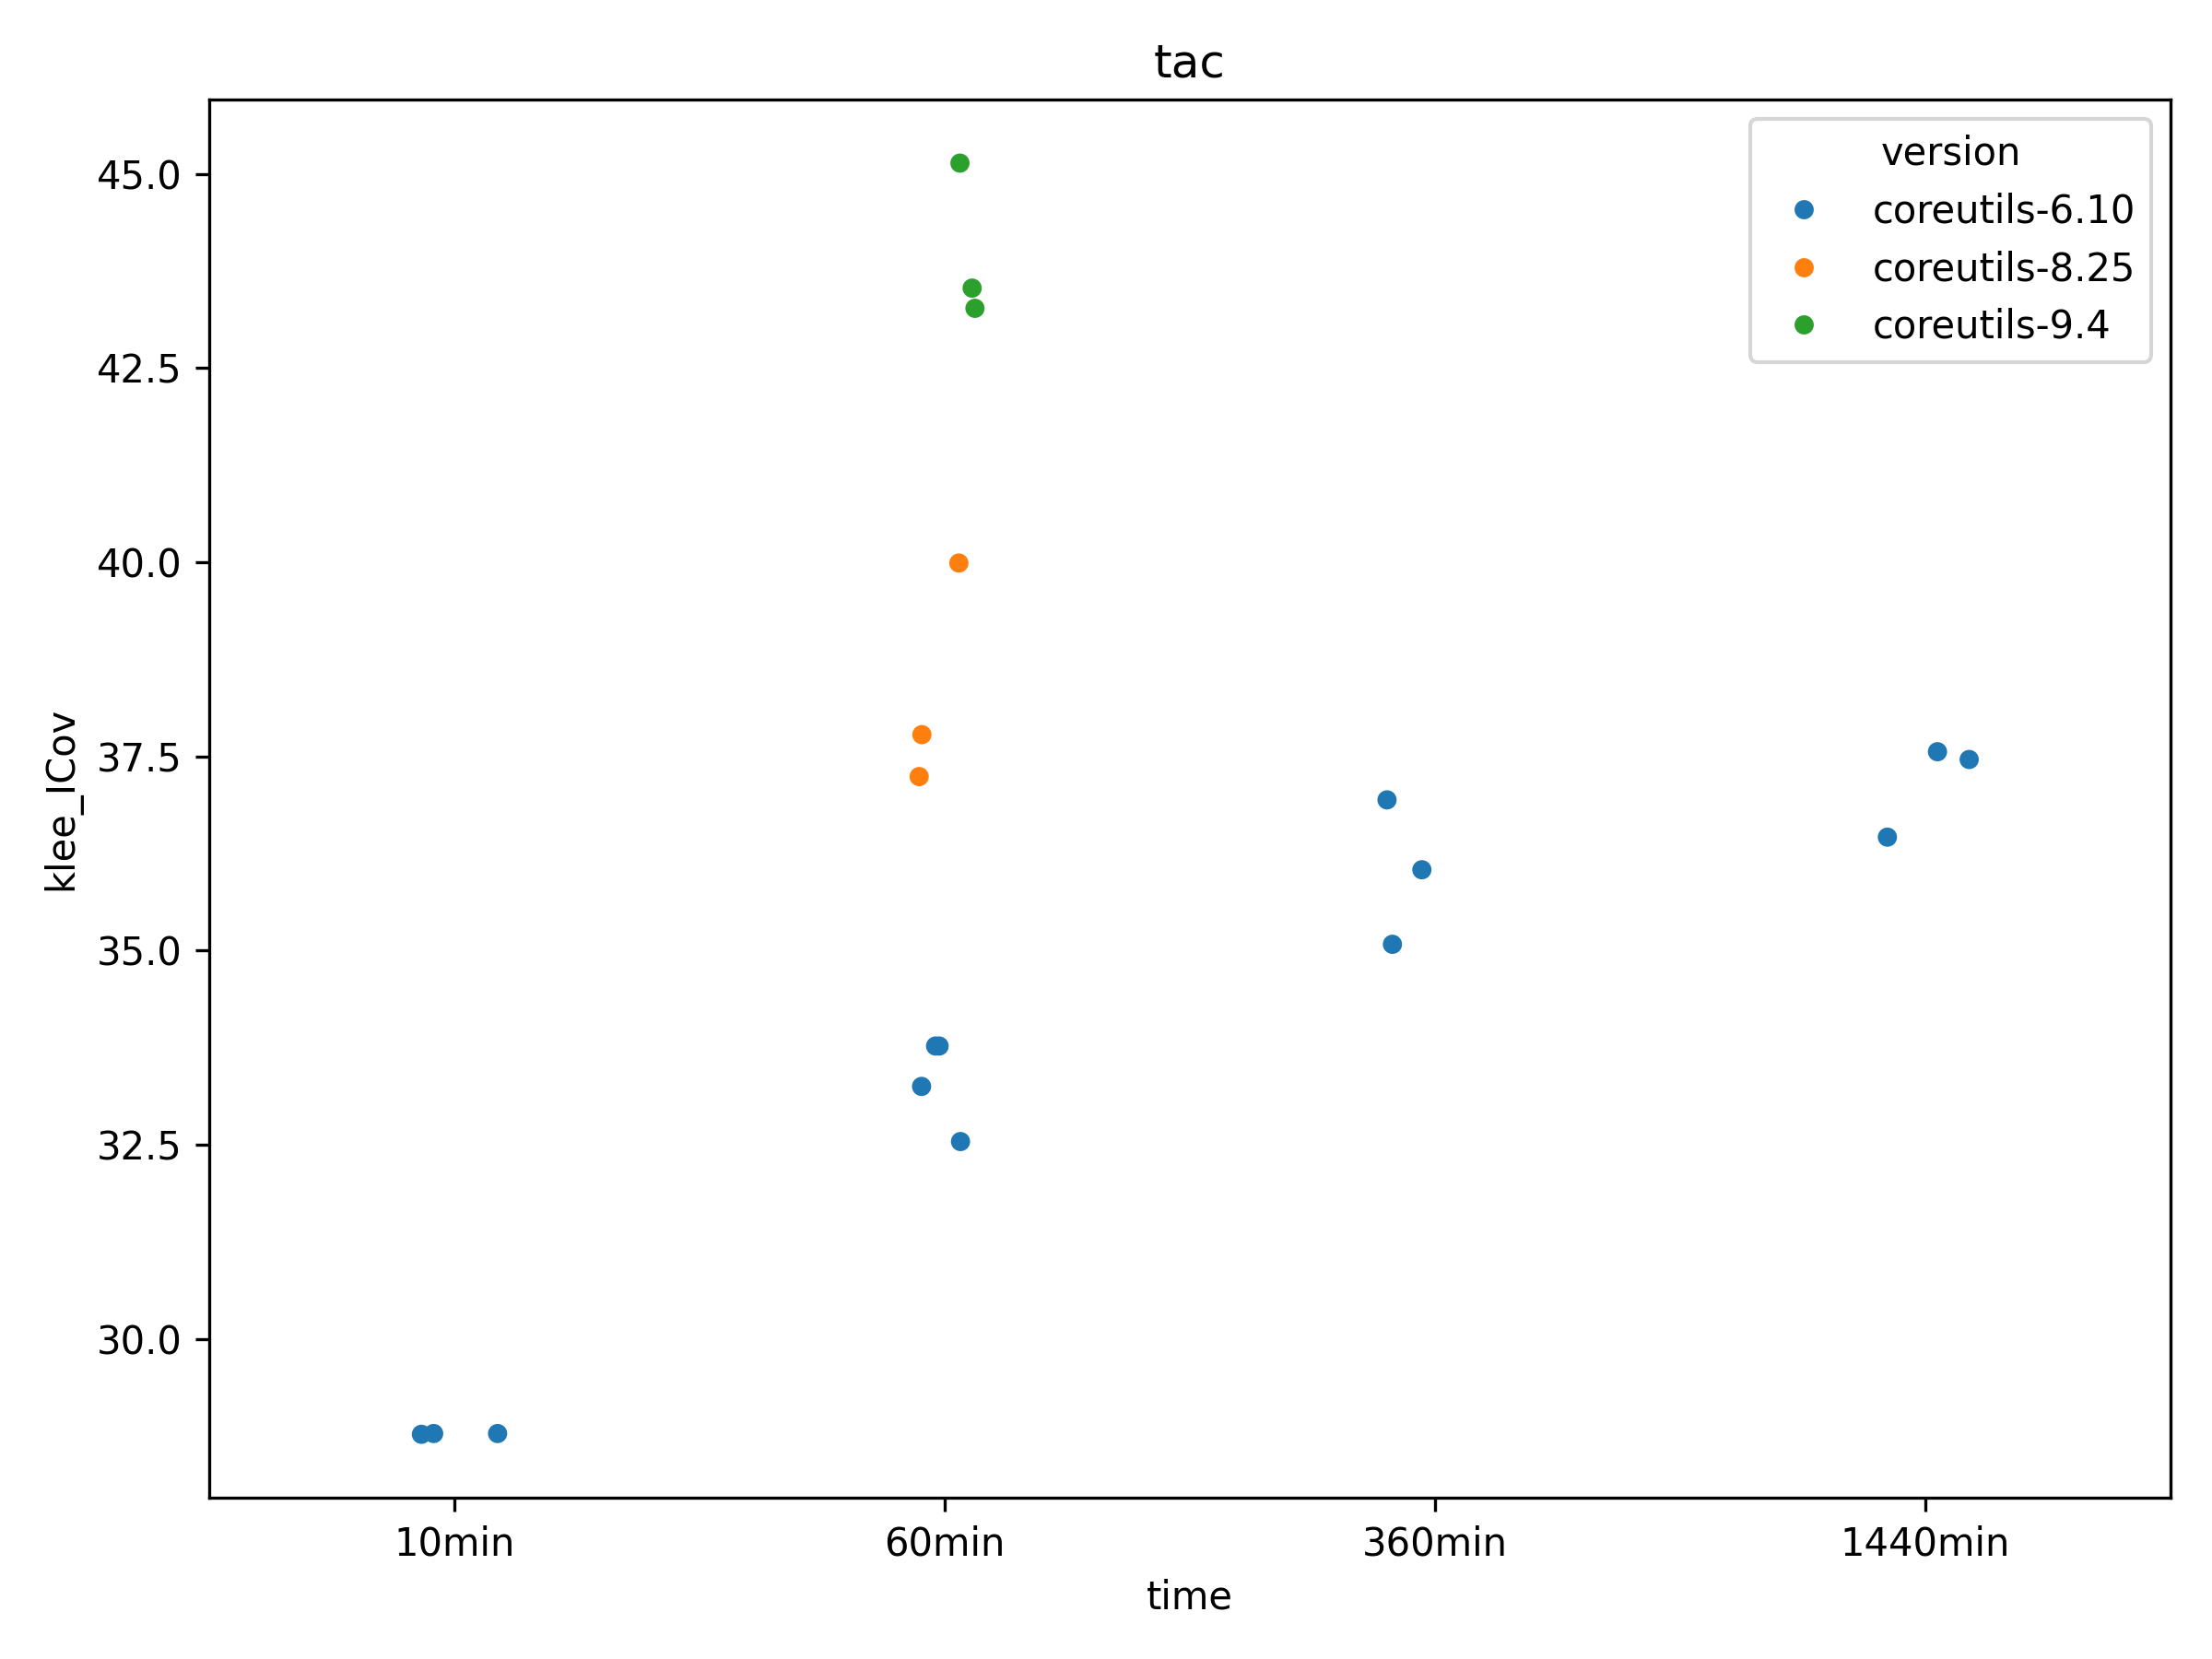 tac
version
coreutils-6.10
coreutils-8.25
coreutils-9.4
klee_ICov
45.0
42.5
40.0
37.5
35.0
32.5
30.0
10min
60min
360min
1440min
time